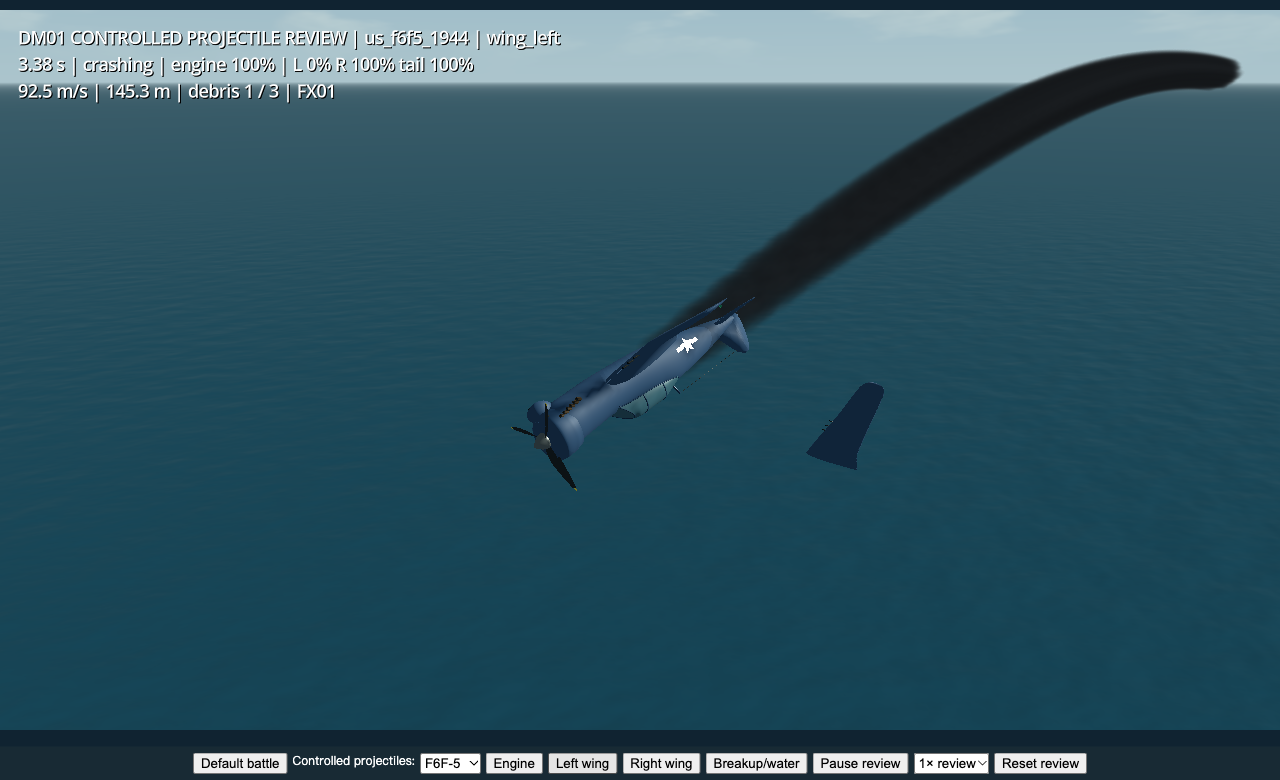 DM01 CONTROLLED PROJECTILE REVIEW | us_f6f5_1944 | wing_left
3.38 s | crashing | engine 100% | L 0% R 100% tail 100%
92.5 m/s | 145.3 m | debris 1 / 3 | FX01
Default battle Controlled projectiles: F6F-5 Engine Left wing Right wing Breakup/water Pause review 1× review Reset review